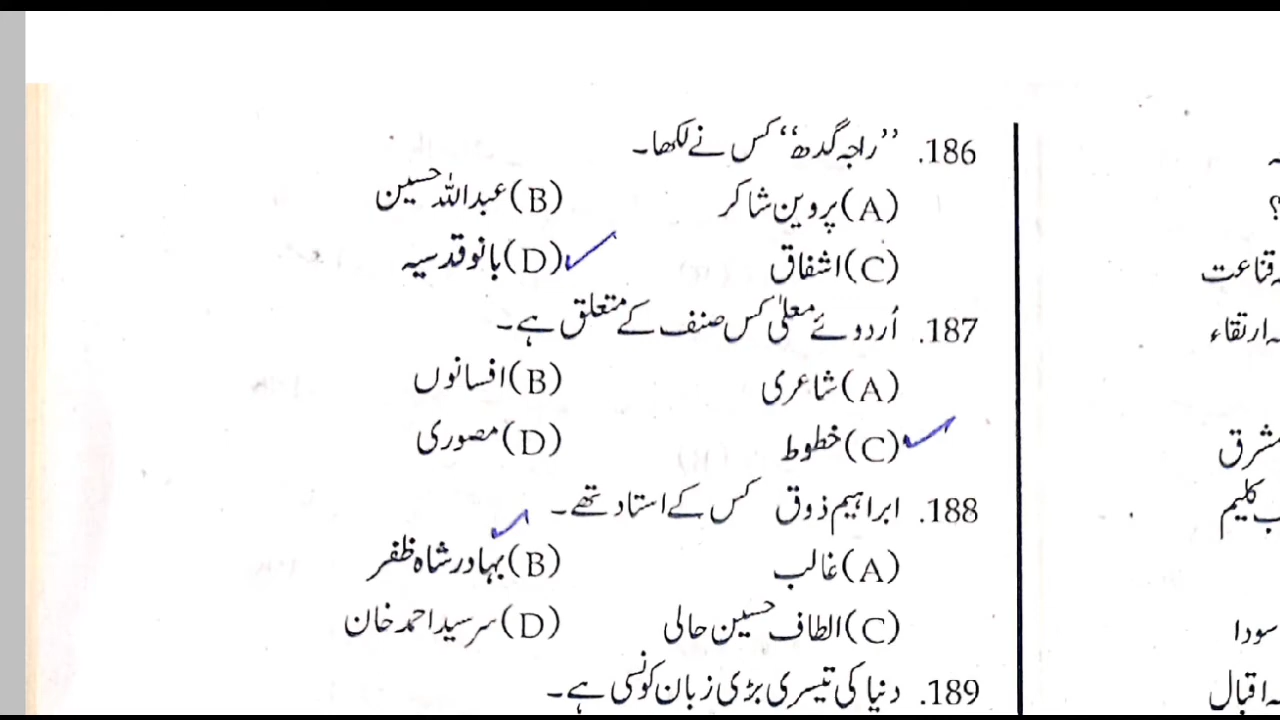 186. ’’راجہ گدھ‘‘ کس نے لکھا۔
(A) پروین شاکر (B) عبداللہ حسین
(C) اشفاق (D) بانو قدسیہ
187. اُردوئے معلیٰ کس صنف کے متعلق ہے۔
(A) شاعری (B) افسانوں
(C) خطوط (D) مصوری
188. ابراہیم ذوق کس کے استاد تھے۔
(A) غالب (B) بہادر شاہ ظفر
(C) الطاف حسین حالی (D) سر سید احمد خان
189. دنیا کی تیسری بڑی زبان کونسی ہے۔
؟
قناعت
ارتقاء
مشرق
کلیم
سودا
اقبال